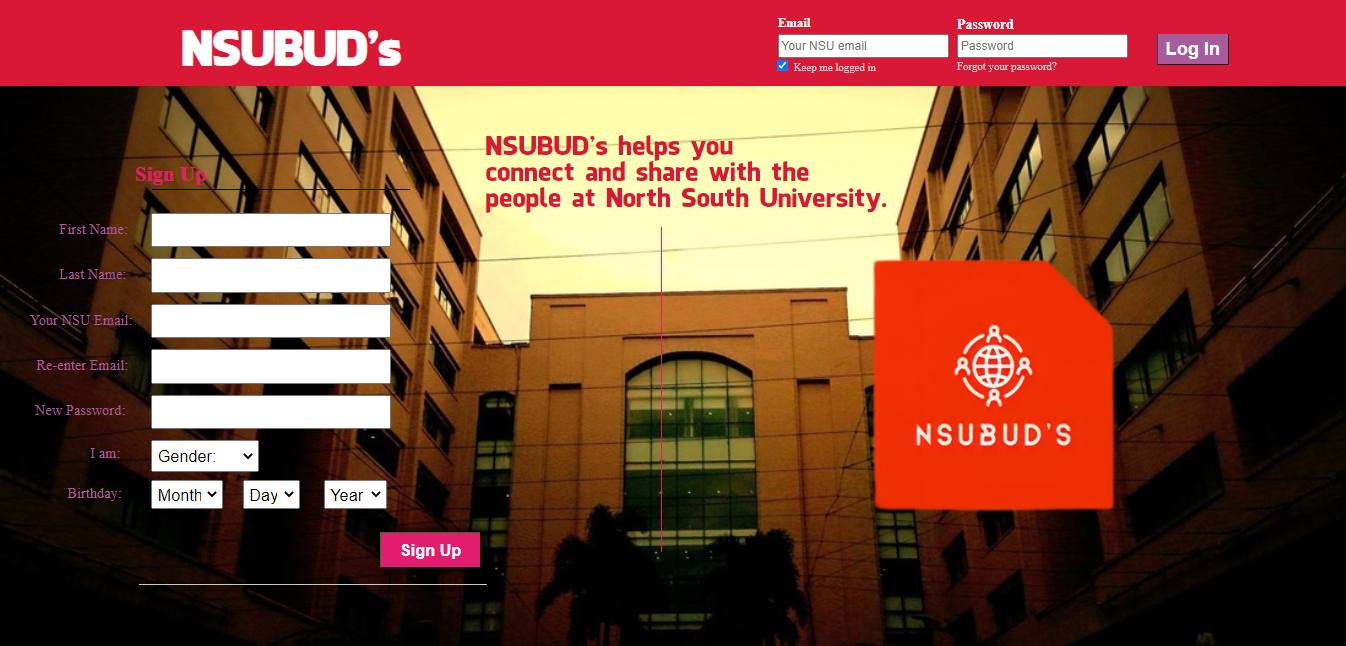 NSUBUD's
Email
Password
Your NSU email
Password
Log In
Keep me logged in
Forgot your password?
NSUBUD's helps you
connect and share with the
people at North South University.
Sign Up
First Name:
Last Name:
Your NSU Email:
Re-enter Email:
New Password:
I am:
Gender:
Birthday:
Month
Day
Year
Sign Up
NSUBUD'S